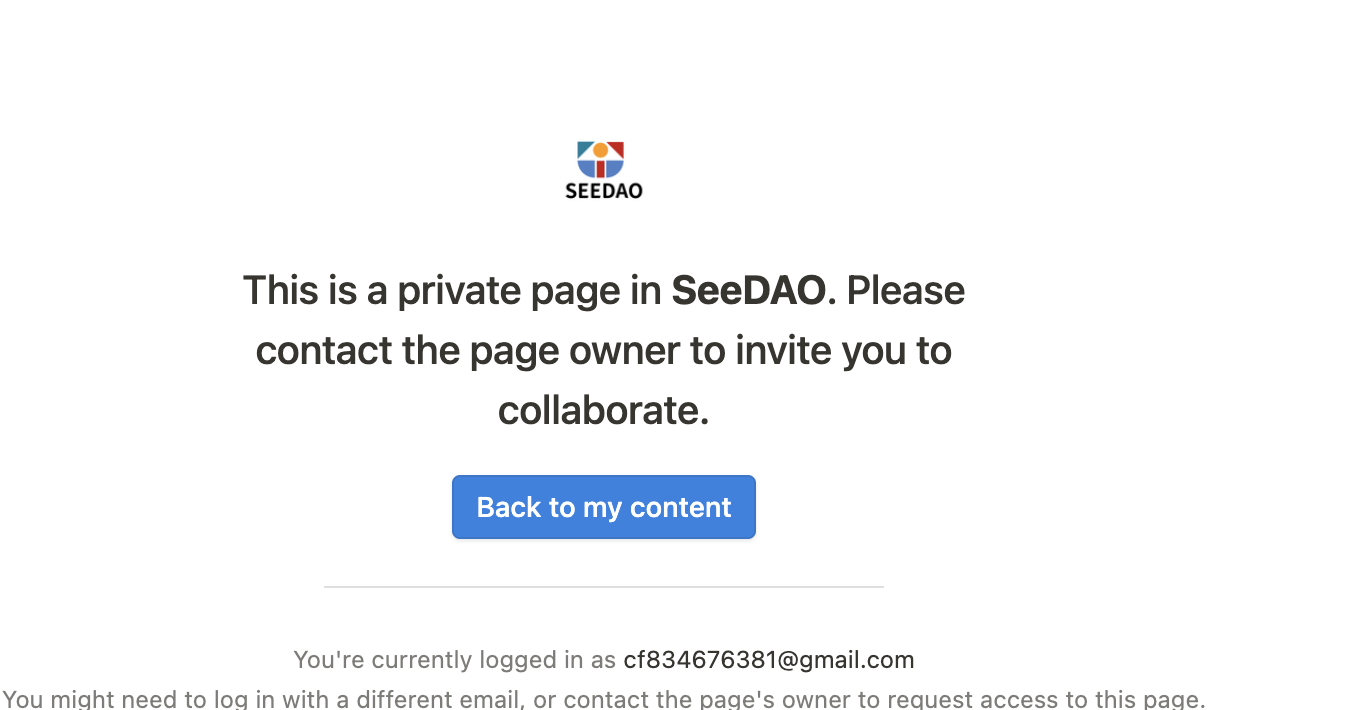 SEEDAO
This is a private page in SeeDAO. Please
contact the page owner to invite you to
collaborate.
Back to my content
You're currently logged in as cf834676381@gmail.com
You might need to log in with a different email, or contact the page's owner to request access to this page.